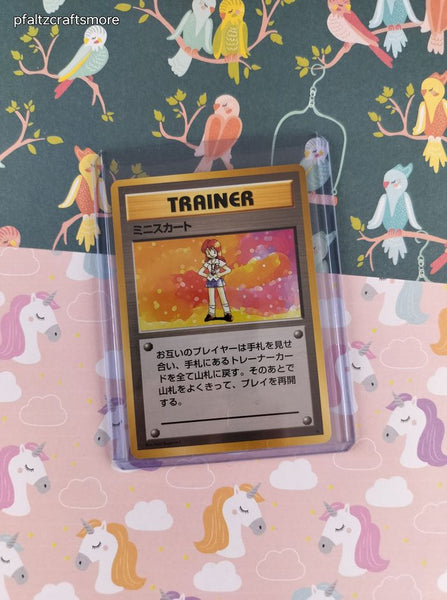 pfaltzcraftsmore
TRAINER
ミニスカート
お互いのプレイヤーは手札を見せ
合い、手札にあるトレーナーカー
ドを全て山札に戻す。そのあとで
山札をよくきって、プレイを再開
する。